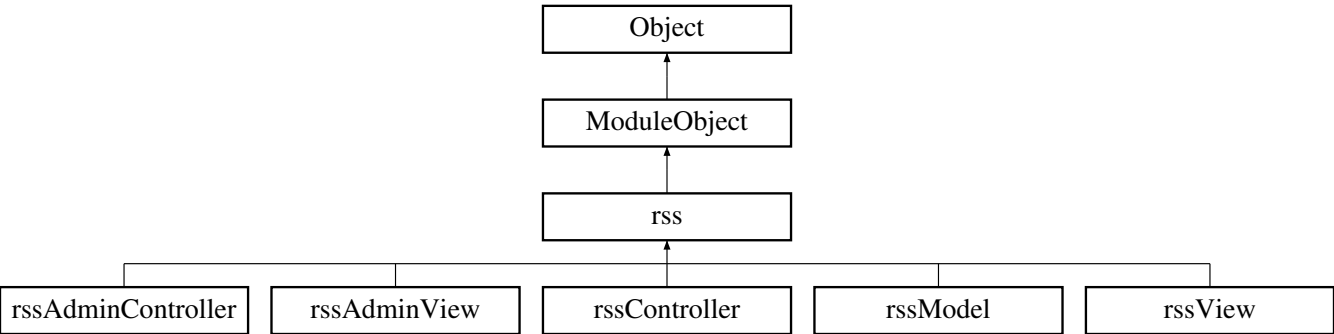 Object
ModuleObject
rss
rssAdminController rssAdminView rssController rssModel rssView